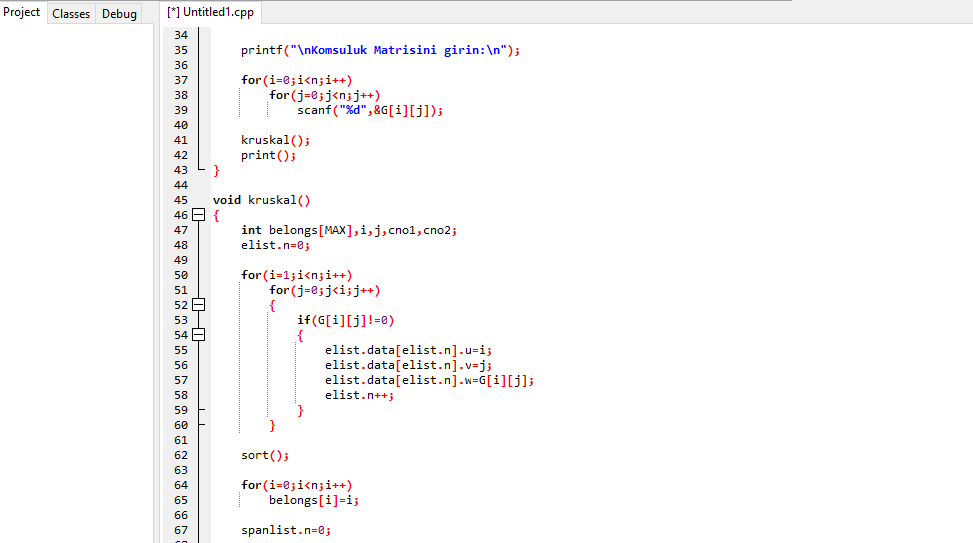 Project Classes Debug [*] Untitled1.cpp
34
35 printf("\nKomsuluk Matrisini girin:\n");
36
37 for(i=0;i<n;i++)
38 for(j=0;j<n;j++)
39 scanf("%d",&G[i][j]);
40
41 kruskal();
42 print();
43 }
44
45 void kruskal()
46 {
47 int belongs[MAX],i,j,cno1,cno2;
48 elist.n=0;
49
50 for(i=1;i<n;i++)
51 for(j=0;j<i;j++)
52 {
53 if(G[i][j]!=0)
54 {
55 elist.data[elist.n].u=i;
56 elist.data[elist.n].v=j;
57 elist.data[elist.n].w=G[i][j];
58 elist.n++;
59 }
60 }
61
62 sort();
63
64 for(i=0;i<n;i++)
65 belongs[i]=i;
66
67 spanlist.n=0;